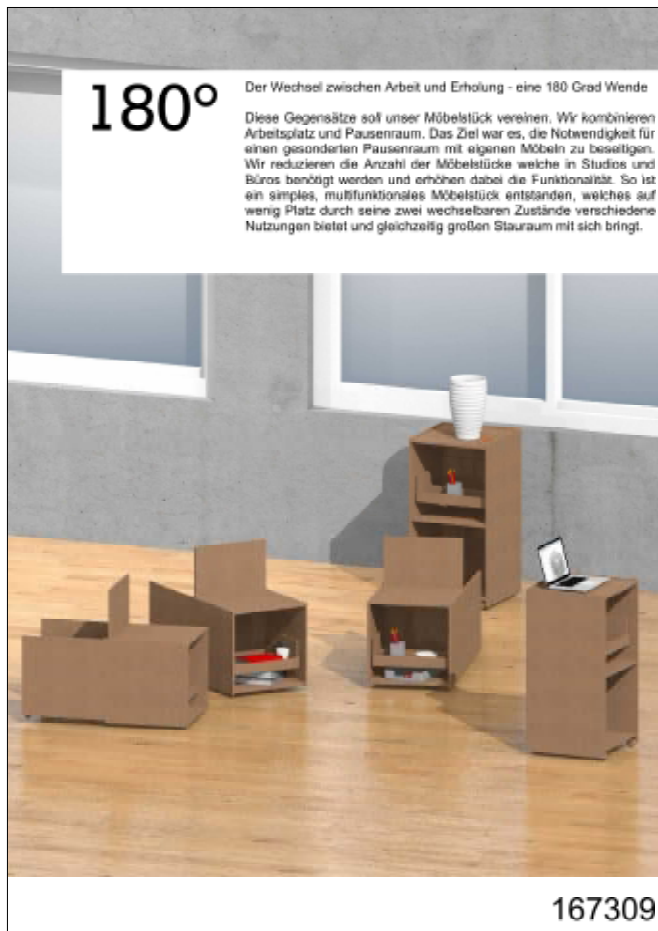 180°
Der Wechsel zwischen Arbeit und Erholung - eine 180 Grad Wende
Diese Gegensätze soll unser Möbelstück vereinen. Wir kombinieren
Arbeitsplatz und Pausenraum. Das Ziel war es, die Notwendigkeit für
einen gesonderten Pausenraum mit eigenen Möbeln zu beseitigen.
Wir reduzieren die Anzahl der Möbelstücke welche in Studios und
Büros benötigt werden und erhöhen dabei die Funktionalität. So ist
ein simples, multifunktionales Möbelstück entstanden, welches auf
wenig Platz durch seine zwei wechselbaren Zustände verschiedene
Nutzungen bietet und gleichzeitig großen Stauraum mit sich bringt.
167309